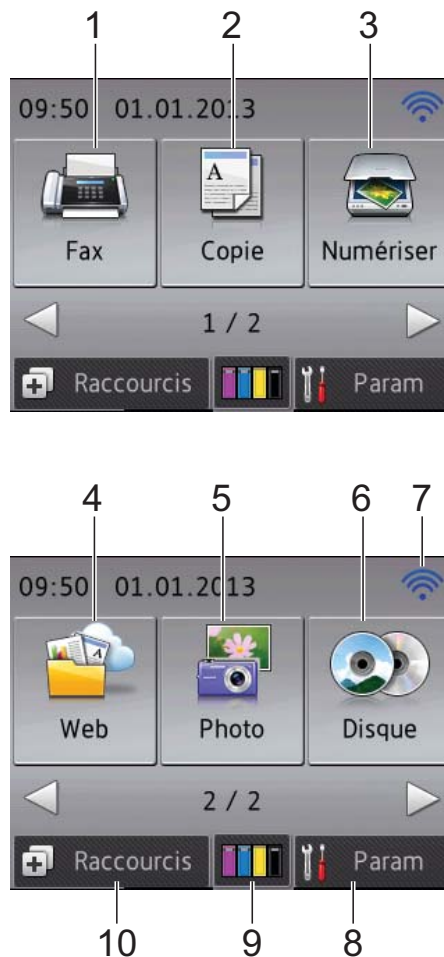 1 2 3
09:50 01.01.2013
A
Fax Copie Numériser
1 / 2
Raccourcis Param
4 5 6 7
09:50 01.01.2013
A
Web Photo Disque
2 / 2
Raccourcis Param
10 9 8